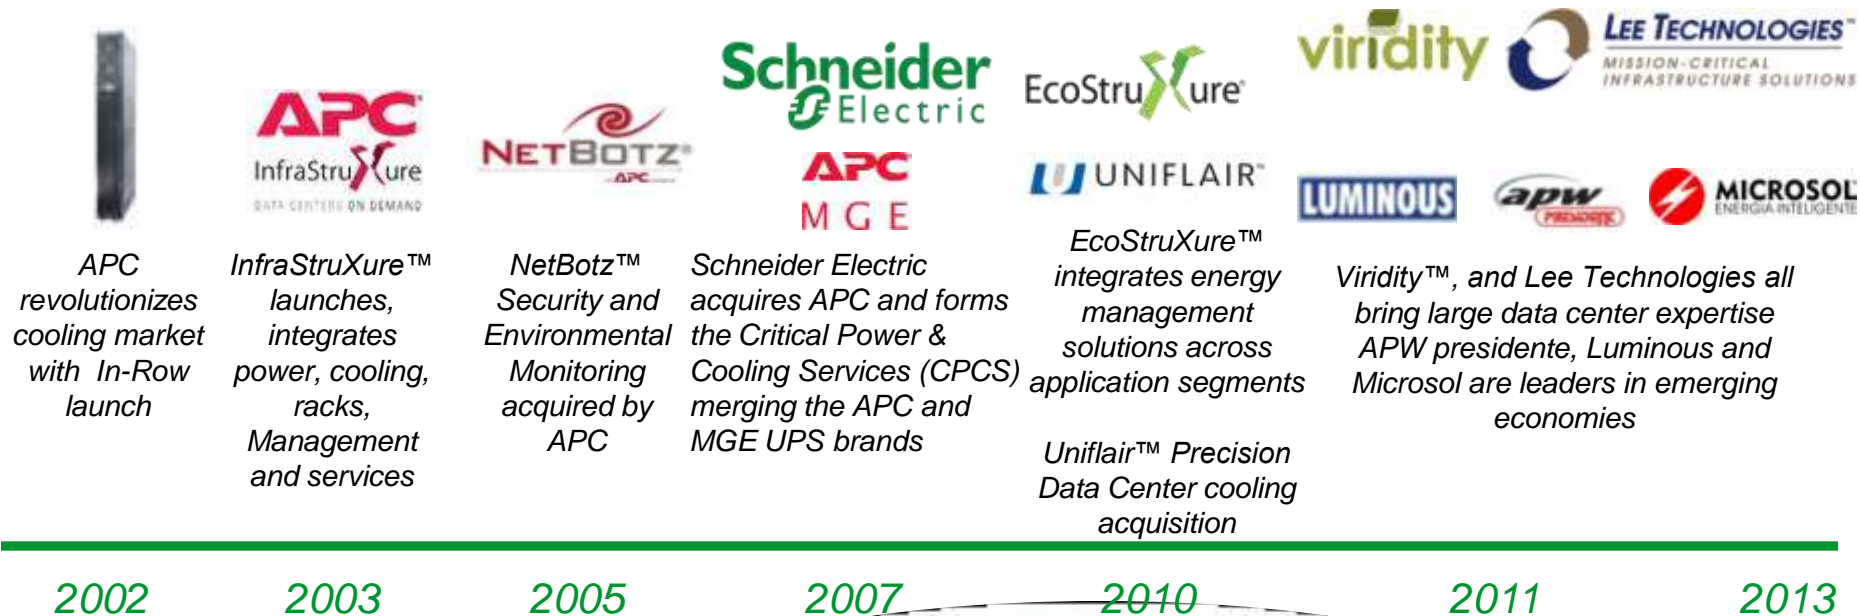 APC
InfraStruXure
DATA CENTERS ON DEMAND
NETBOTZ®
APC
Schneider
Electric
APC
MGE
EcoStruXure®
UNIFLAIR™
viridity
LEE TECHNOLOGIES™
MISSION-CRITICAL
INFRASTRUCTURE SOLUTIONS
LUMINOUS
apw
PRESIDENTE
MICROSOL
ENERGIA INTELIGENTE
APC
revolutionizes
cooling market
with In-Row
launch
InfraStruXure™
launches,
integrates
power, cooling,
racks,
Management
and services
NetBotz™
Security and
Environmental
Monitoring
acquired by
APC
Schneider Electric
acquires APC and forms
the Critical Power &
Cooling Services (CPCS)
merging the APC and
MGE UPS brands
EcoStruXure™
integrates energy
management
solutions across
application segments
Uniflair™ Precision
Data Center cooling
acquisition
Viridity™, and Lee Technologies all
bring large data center expertise
APW presidente, Luminous and
Microsol are leaders in emerging
economies
2002
2003
2005
2007
2010
2011
2013